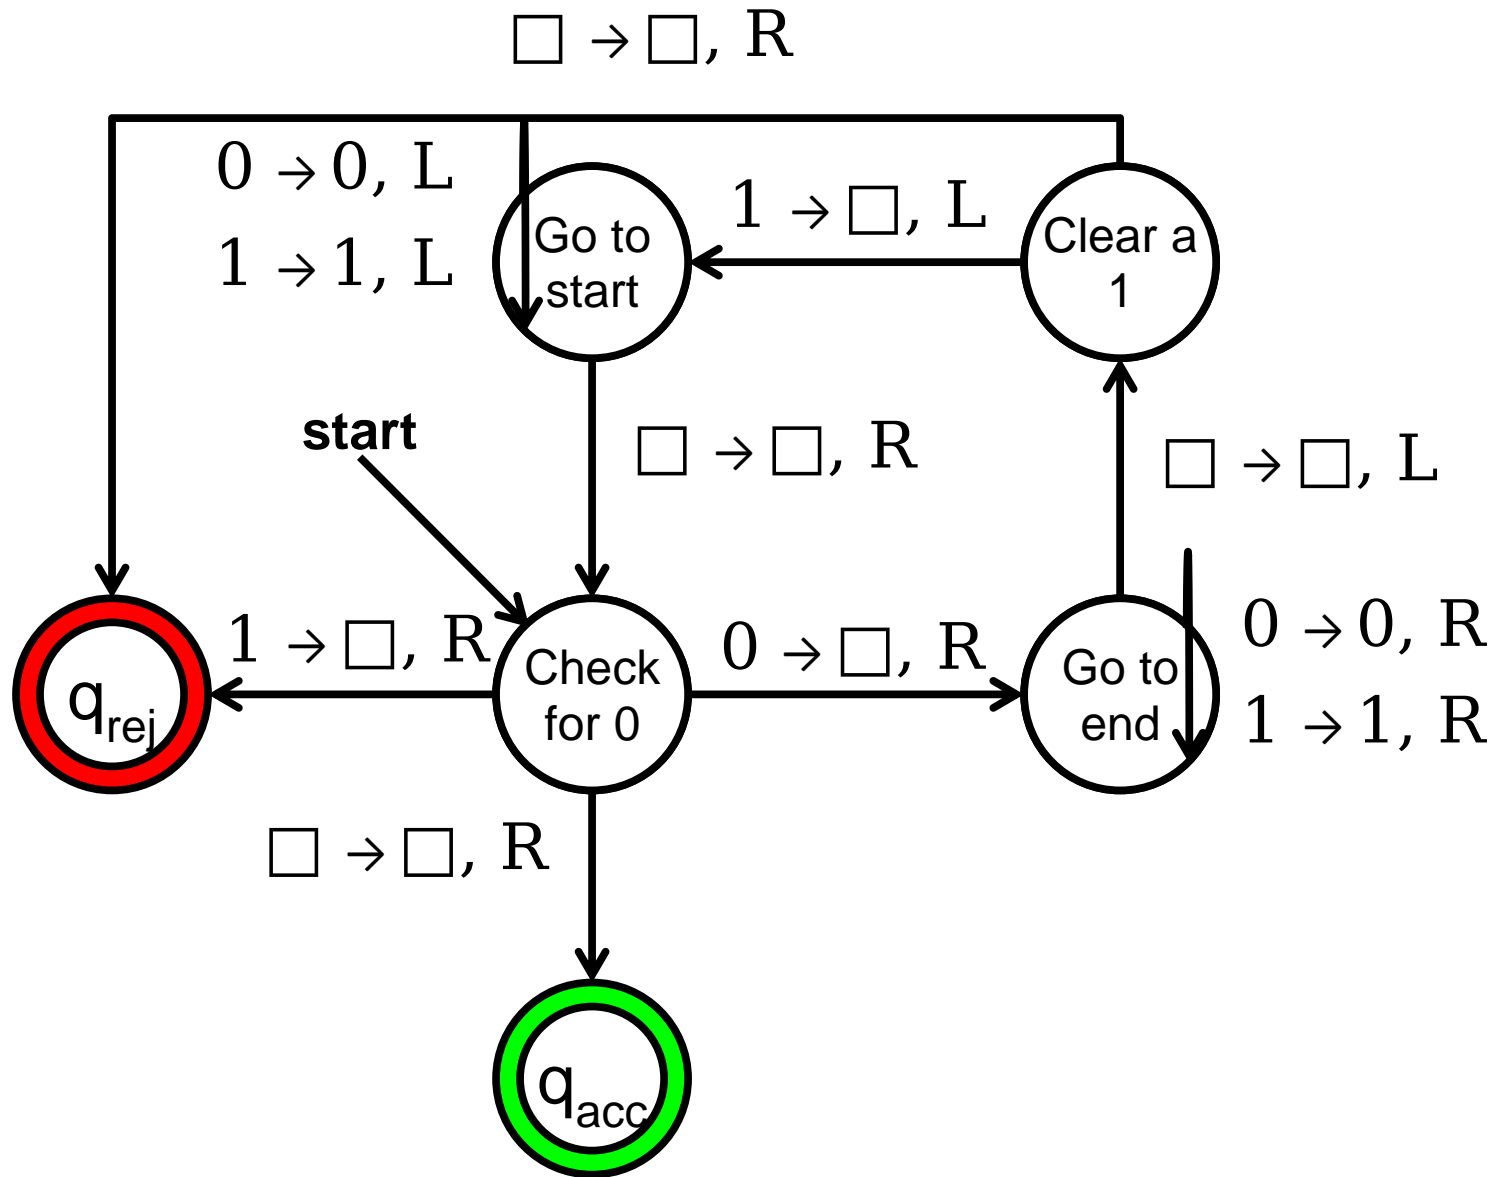 □ → □, R
0 → 0, L
1 → 1, L
Go to
start
1 → □, L
Clear a
1
start
□ → □, R
□ → □, L
q_rej
1 → □, R
Check
for 0
0 → □, R
Go to
end
0 → 0, R
1 → 1, R
□ → □, R
q_acc